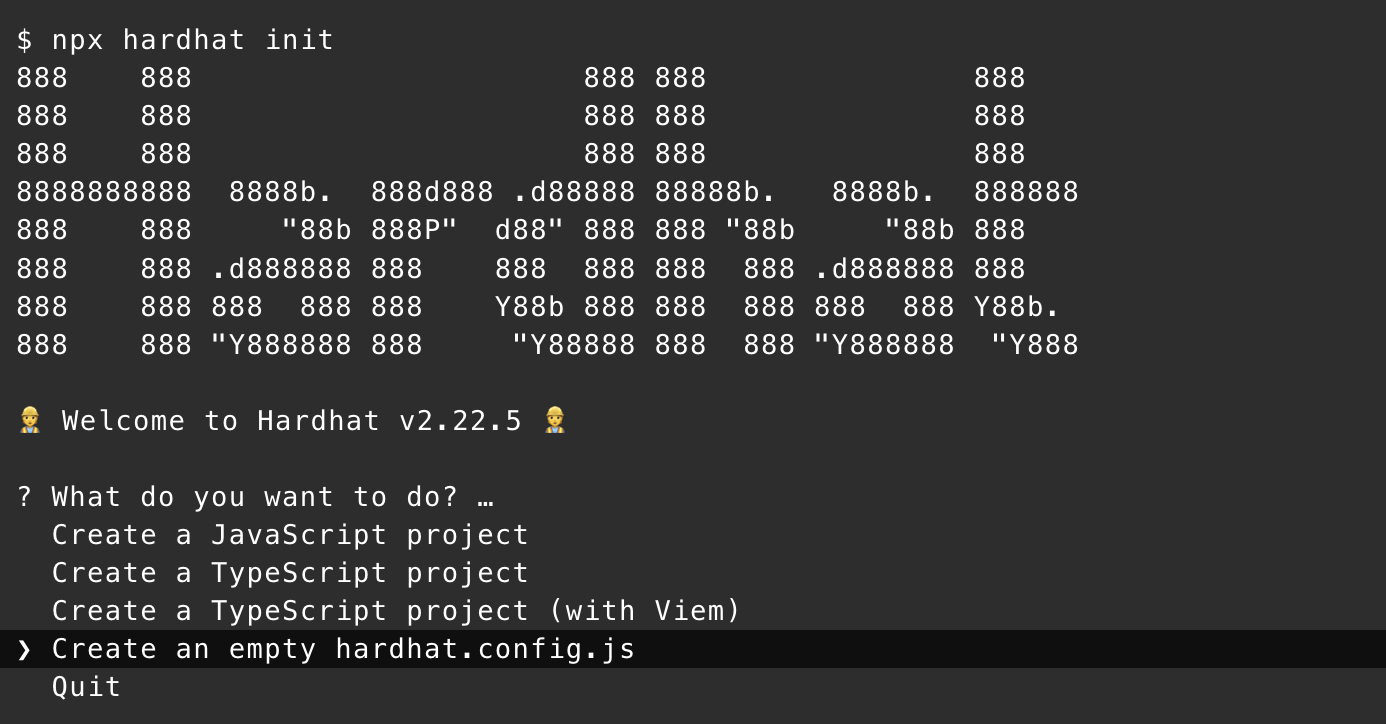 $ npx hardhat init
888    888                      888 888               888
888    888                      888 888               888
888    888                      888 888               888
8888888888  8888b.  888d888 .d88888 88888b.   8888b.  888888
888    888     "88b 888P"  d88" 888 888 "88b     "88b 888
888    888 .d888888 888    888  888 888  888 .d888888 888
888    888 888  888 888    Y88b 888 888  888 888  888 Y88b.
888    888 "Y888888 888     "Y88888 888  888 "Y888888  "Y888
👷 Welcome to Hardhat v2.22.5 👷
? What do you want to do? …
  Create a JavaScript project
  Create a TypeScript project
  Create a TypeScript project (with Viem)
❯ Create an empty hardhat.config.js
  Quit